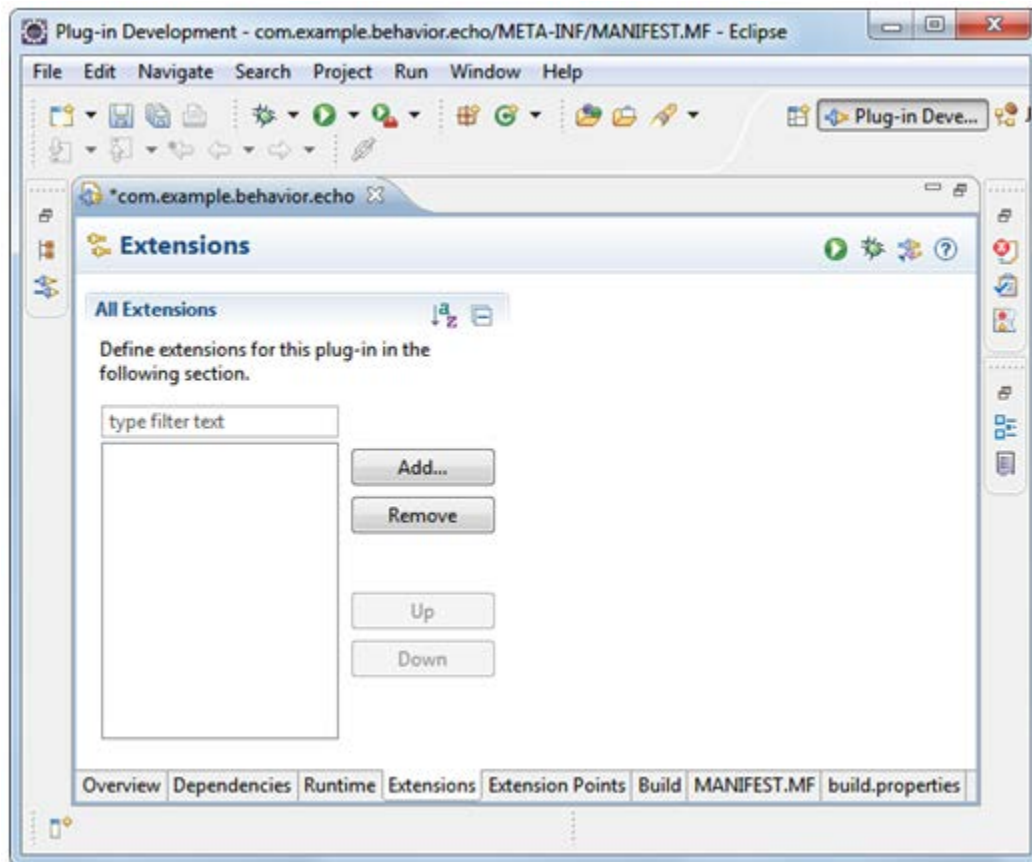 Plug-in Development - com.example.behavior.echo/META-INF/MANIFEST.MF - Eclipse
File Edit Navigate Search Project Run Window Help
Plug-in Deve...
*com.example.behavior.echo
Extensions
All Extensions
Define extensions for this plug-in in the
following section.
type filter text
Add...
Remove
Up
Down
Overview Dependencies Runtime Extensions Extension Points Build MANIFEST.MF build.properties